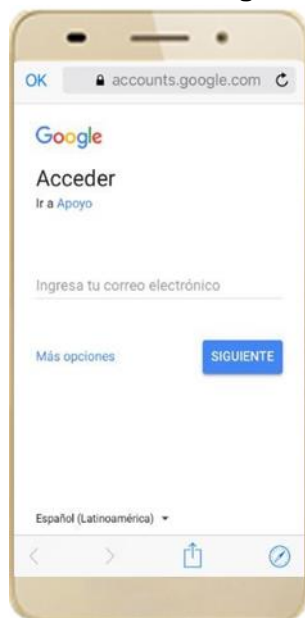 OK accounts.google.com
Google
Acceder
Ir a Apoyo
Ingresa tu correo electrónico
Más opciones SIGUIENTE
Español (Latinoamérica)